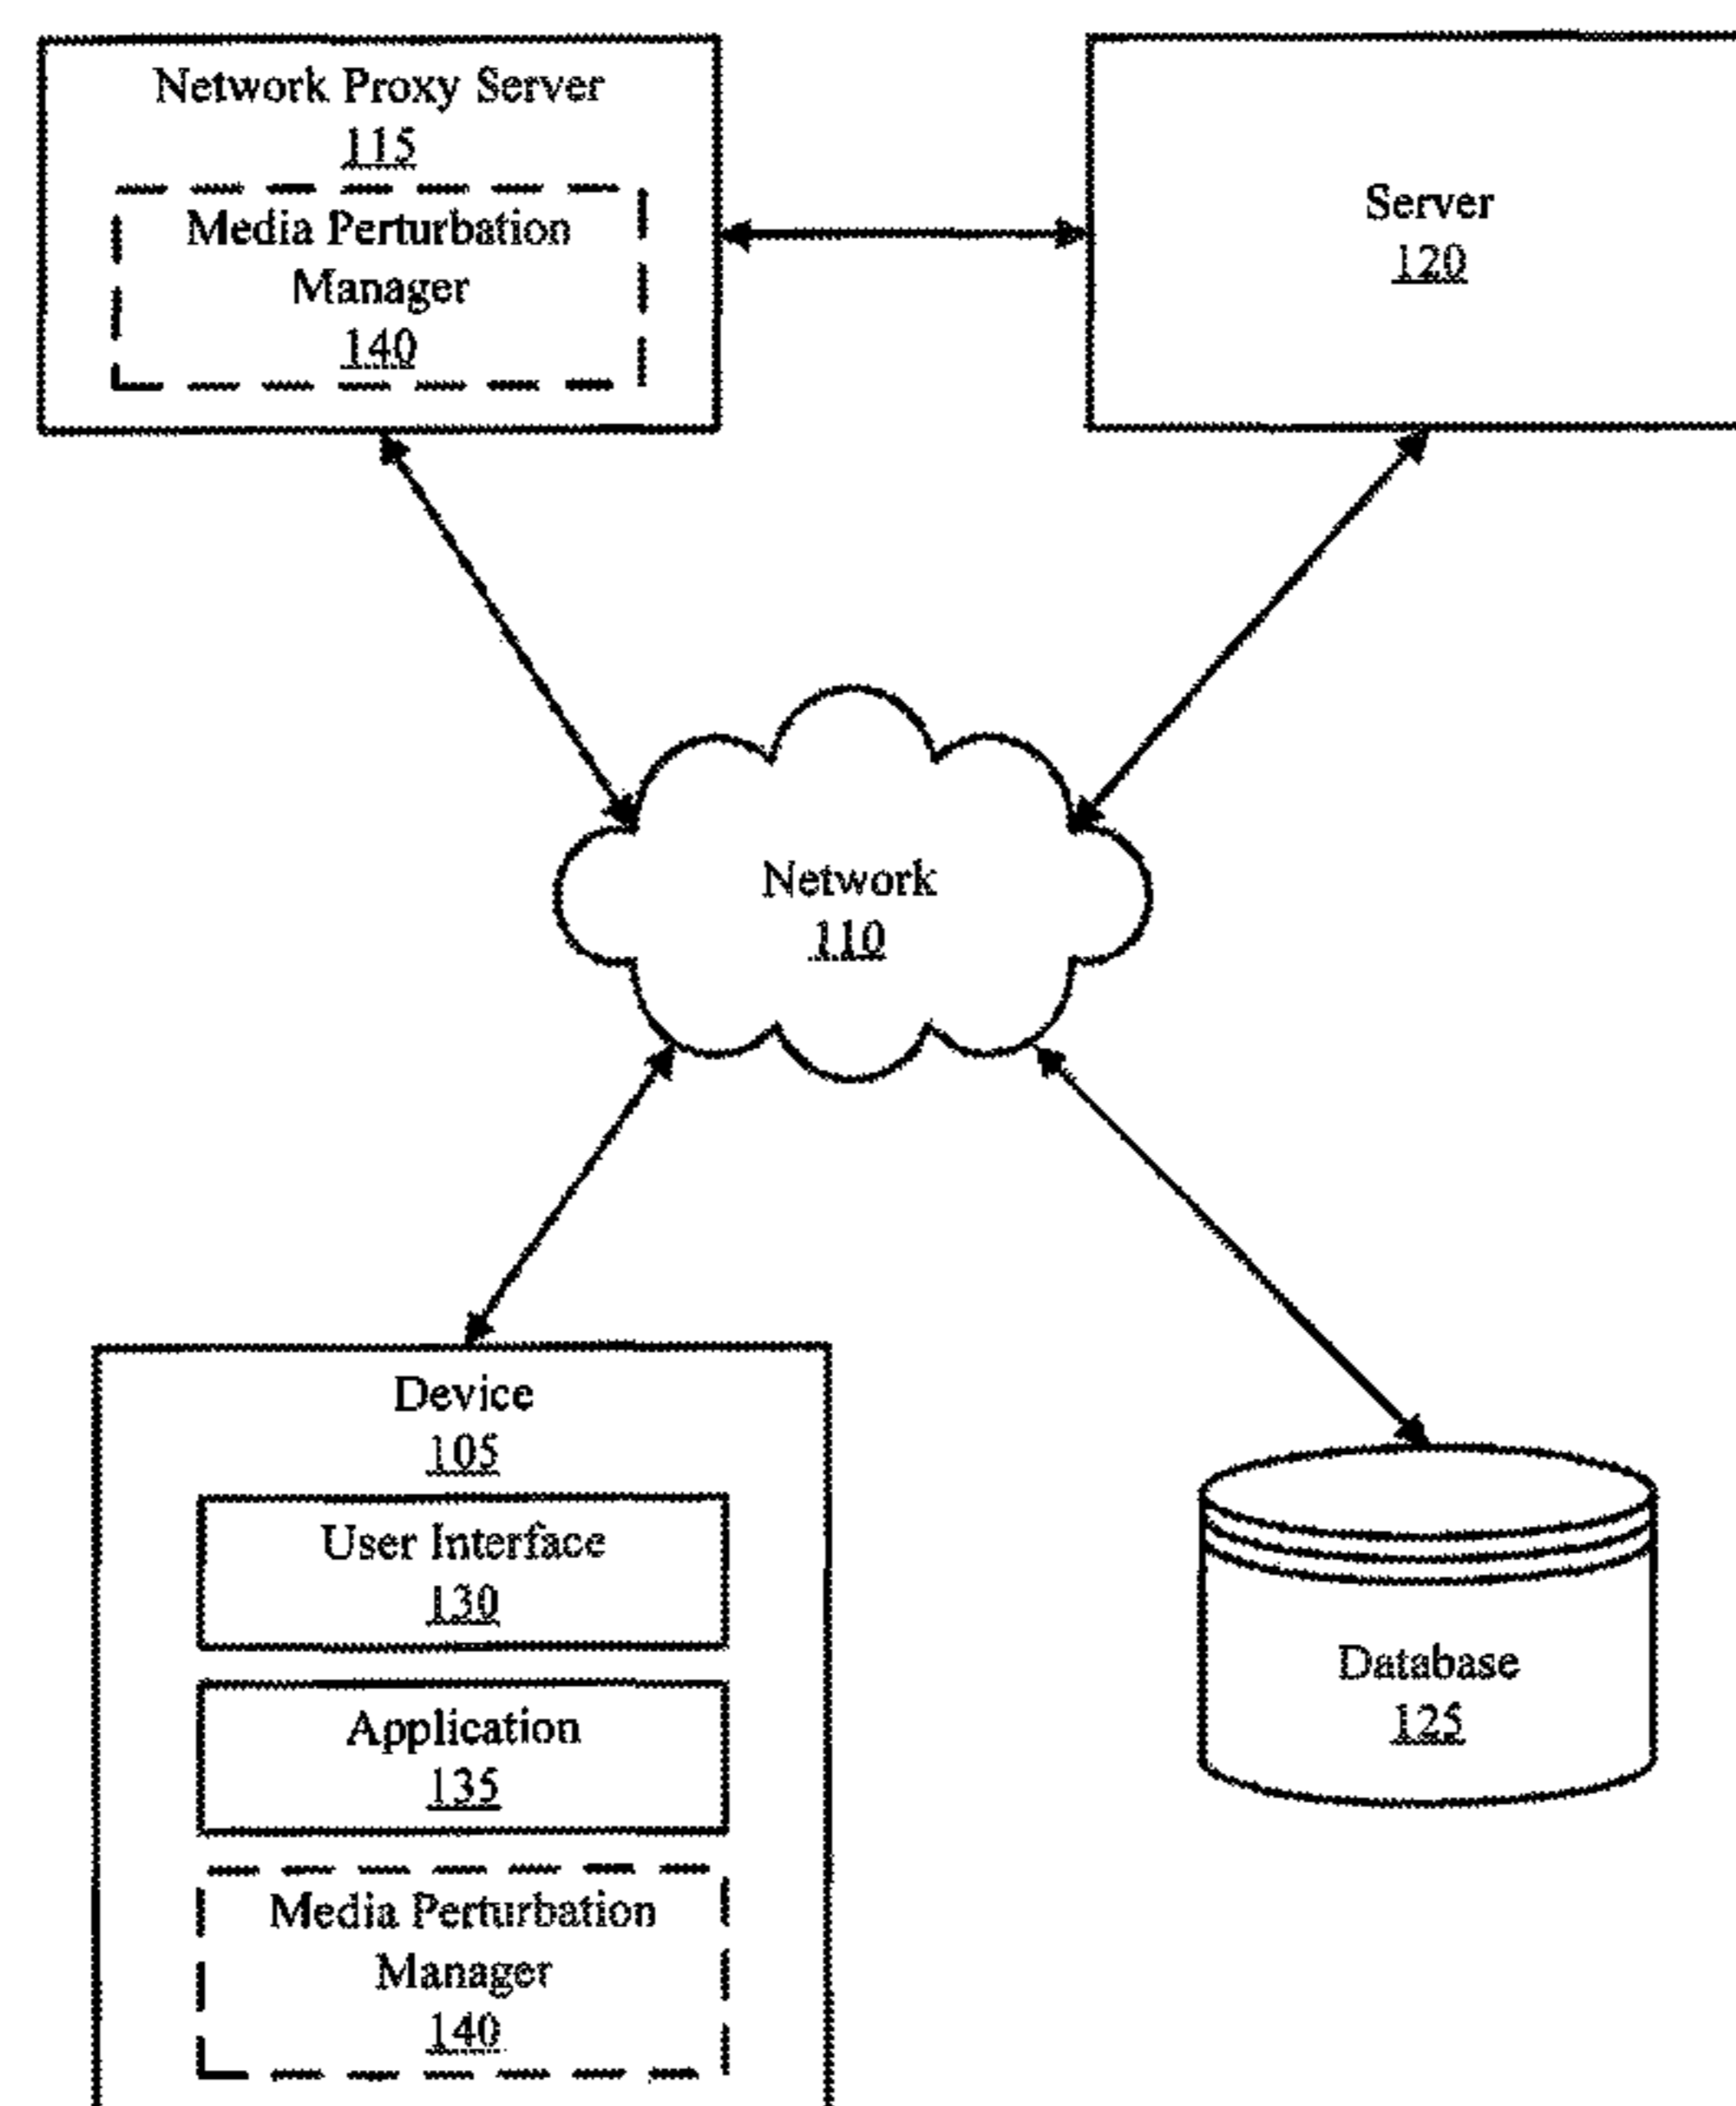 Network Proxy Server
115
Media Perturbation
Manager
140
Server
120
Network
110
Device
105
User Interface
130
Application
135
Media Perturbation
Manager
140
Database
125